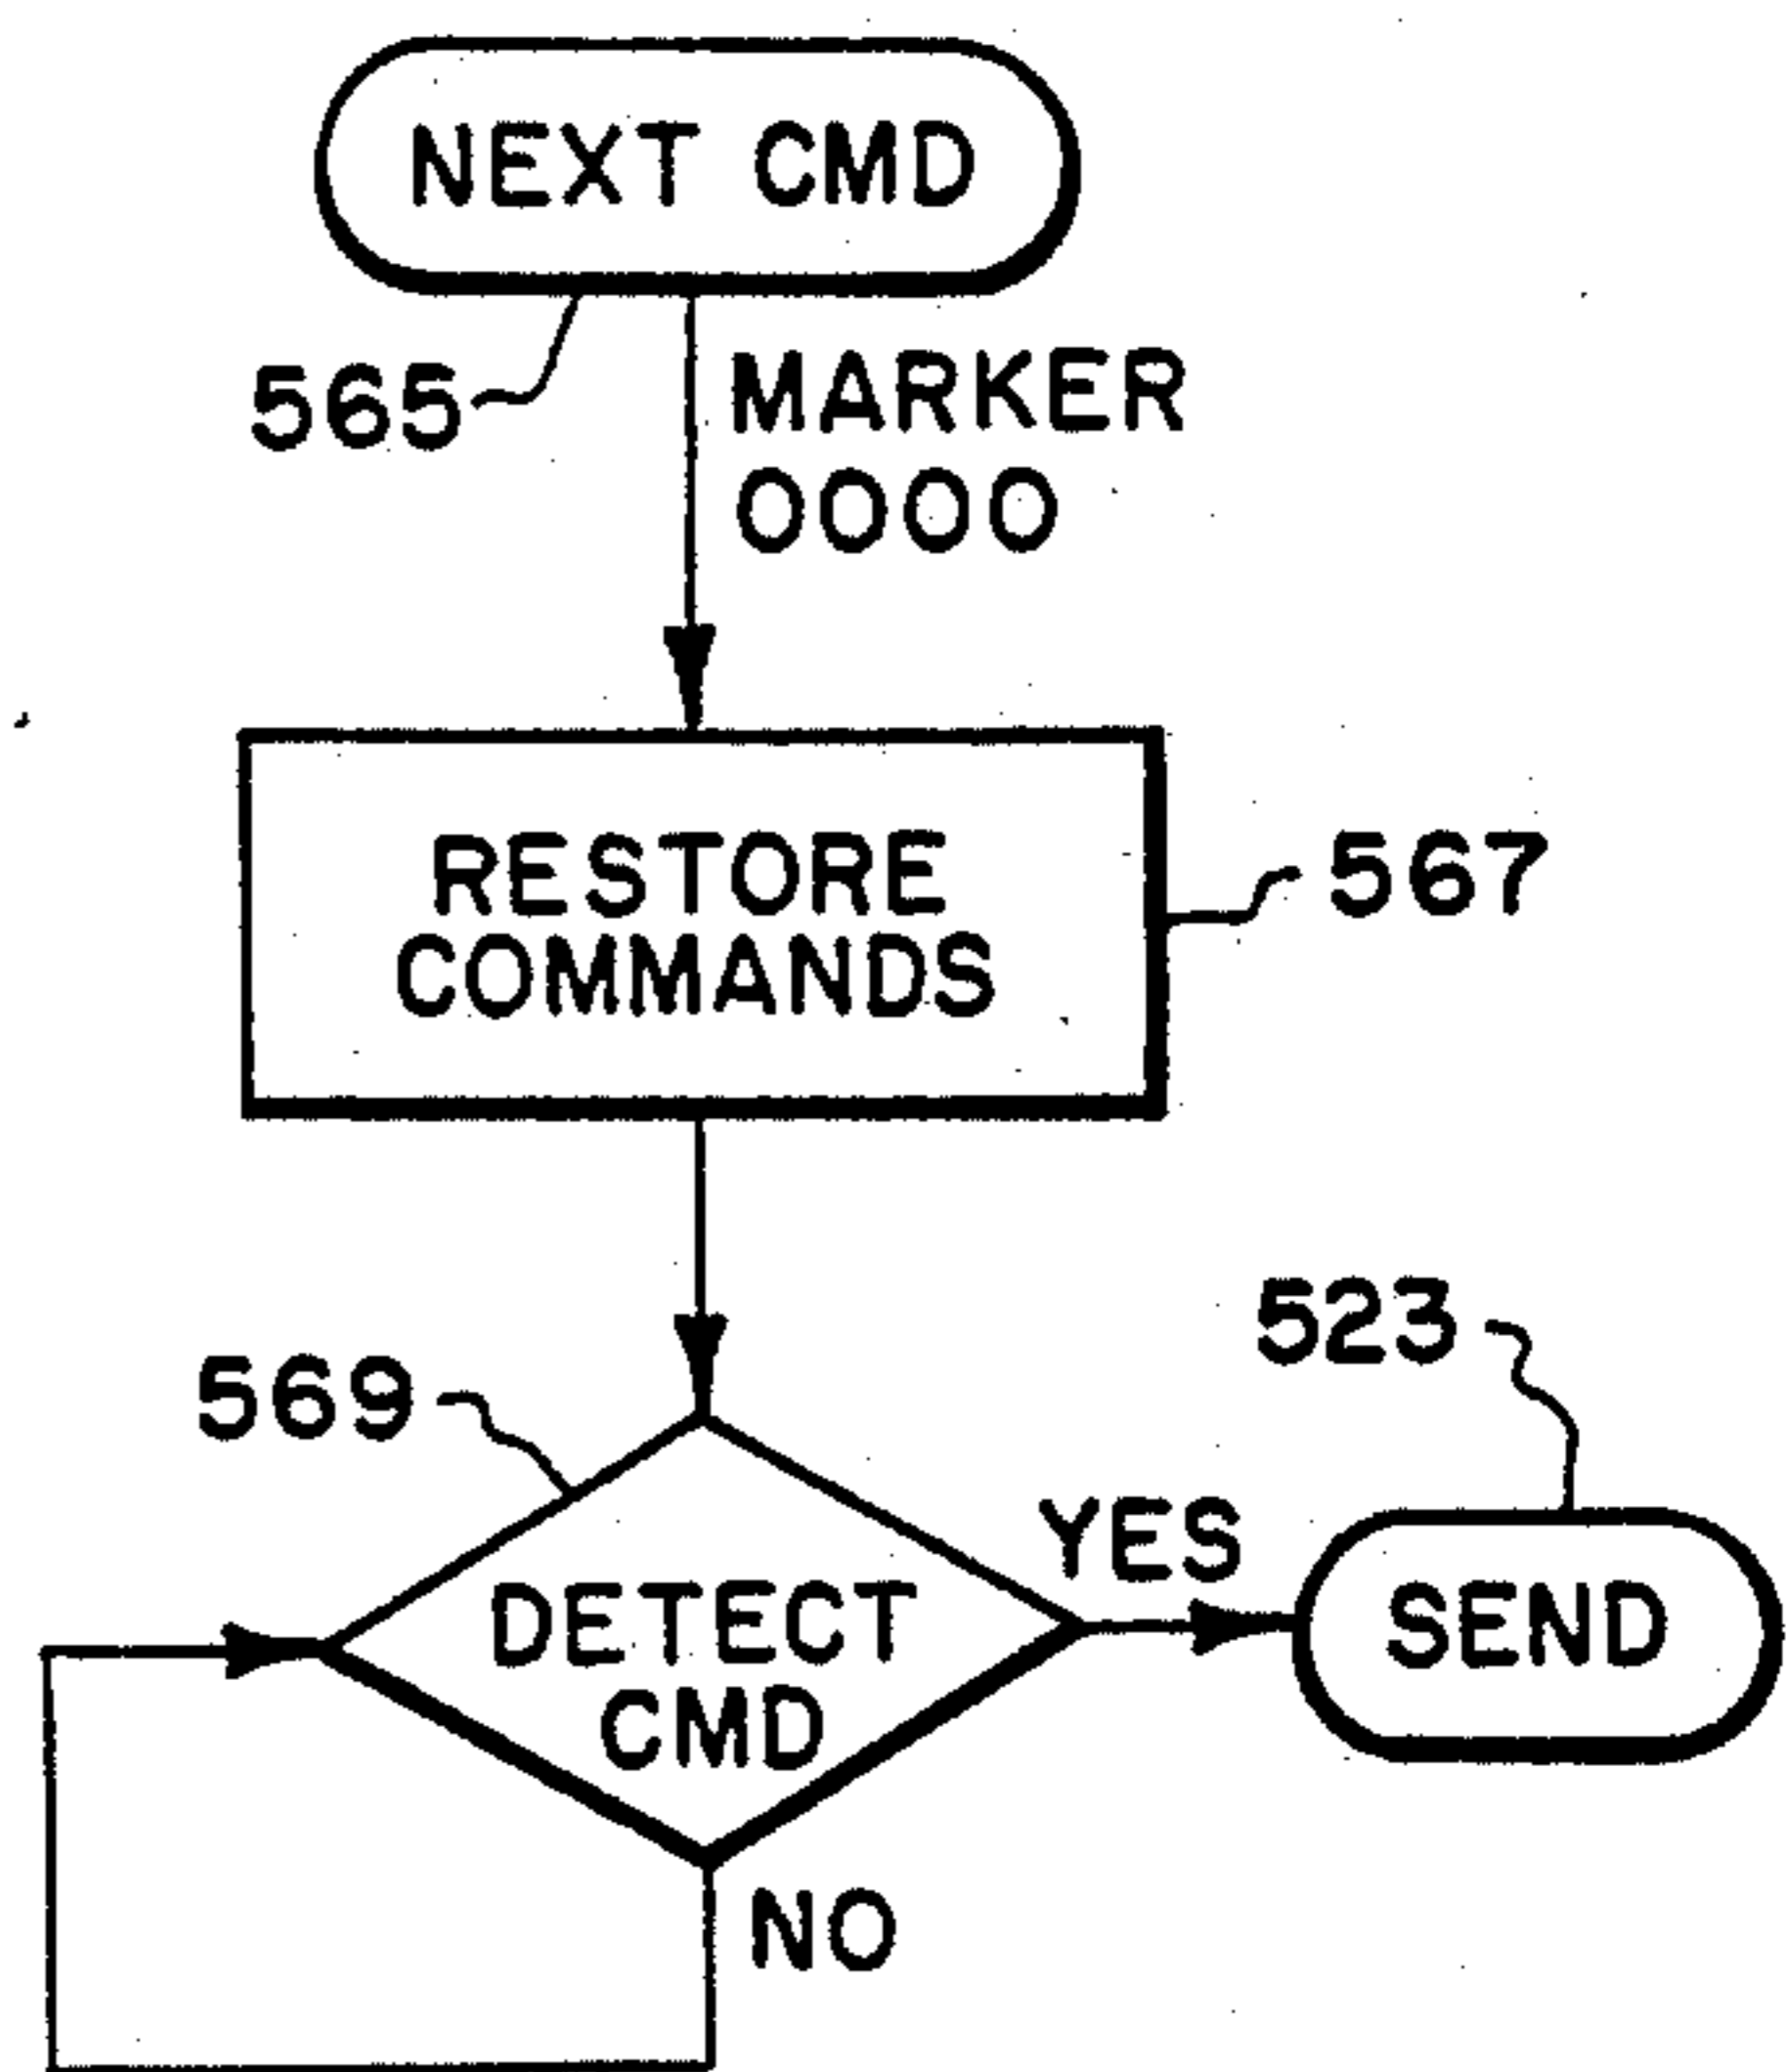 NEXT CMD
565
MARKER
0000
RESTORE
COMMANDS
567
523
569
YES
DETECT
CMD
SEND
NO